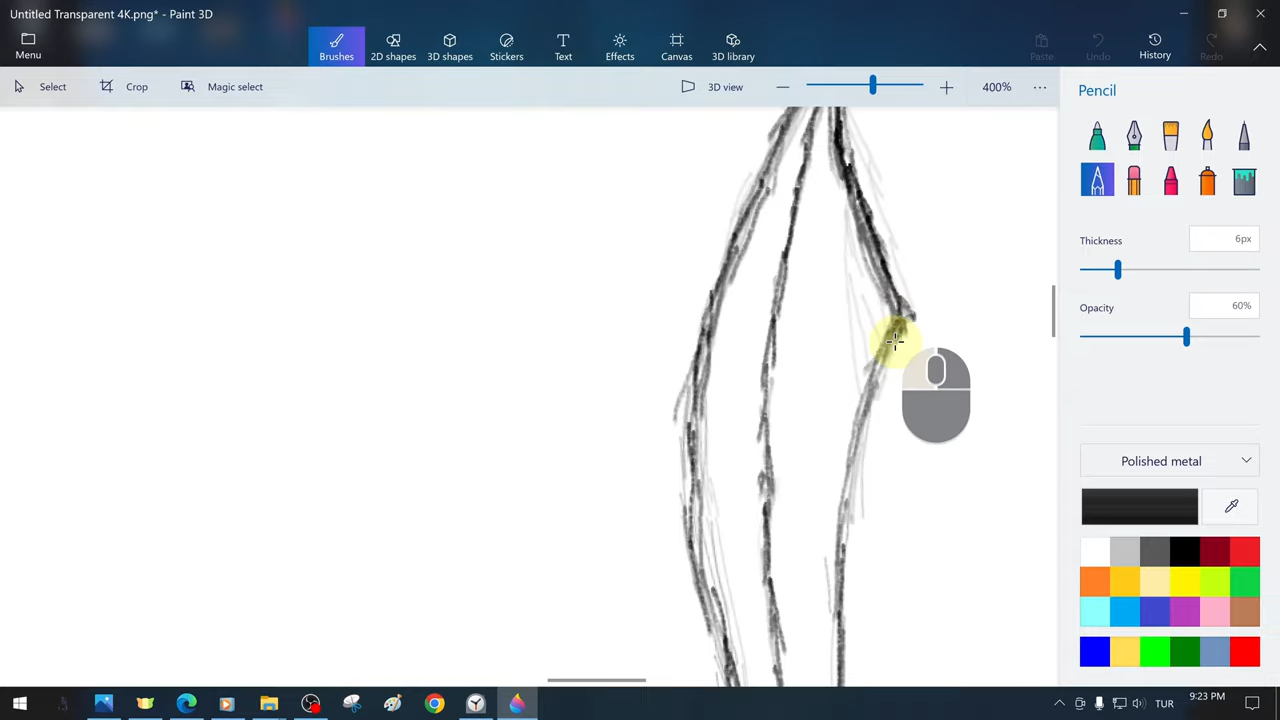 Untitled Transparent 4K.png* - Paint 3D
Menu
Brushes
2D shapes
3D shapes
Stickers
Text
Effects
Canvas
3D library
Paste
Undo
History
Redo
Select
Crop
Magic select
3D view
400%
Pencil
Thickness
6px
Opacity
60%
Polished metal
TUR
9:23 PM